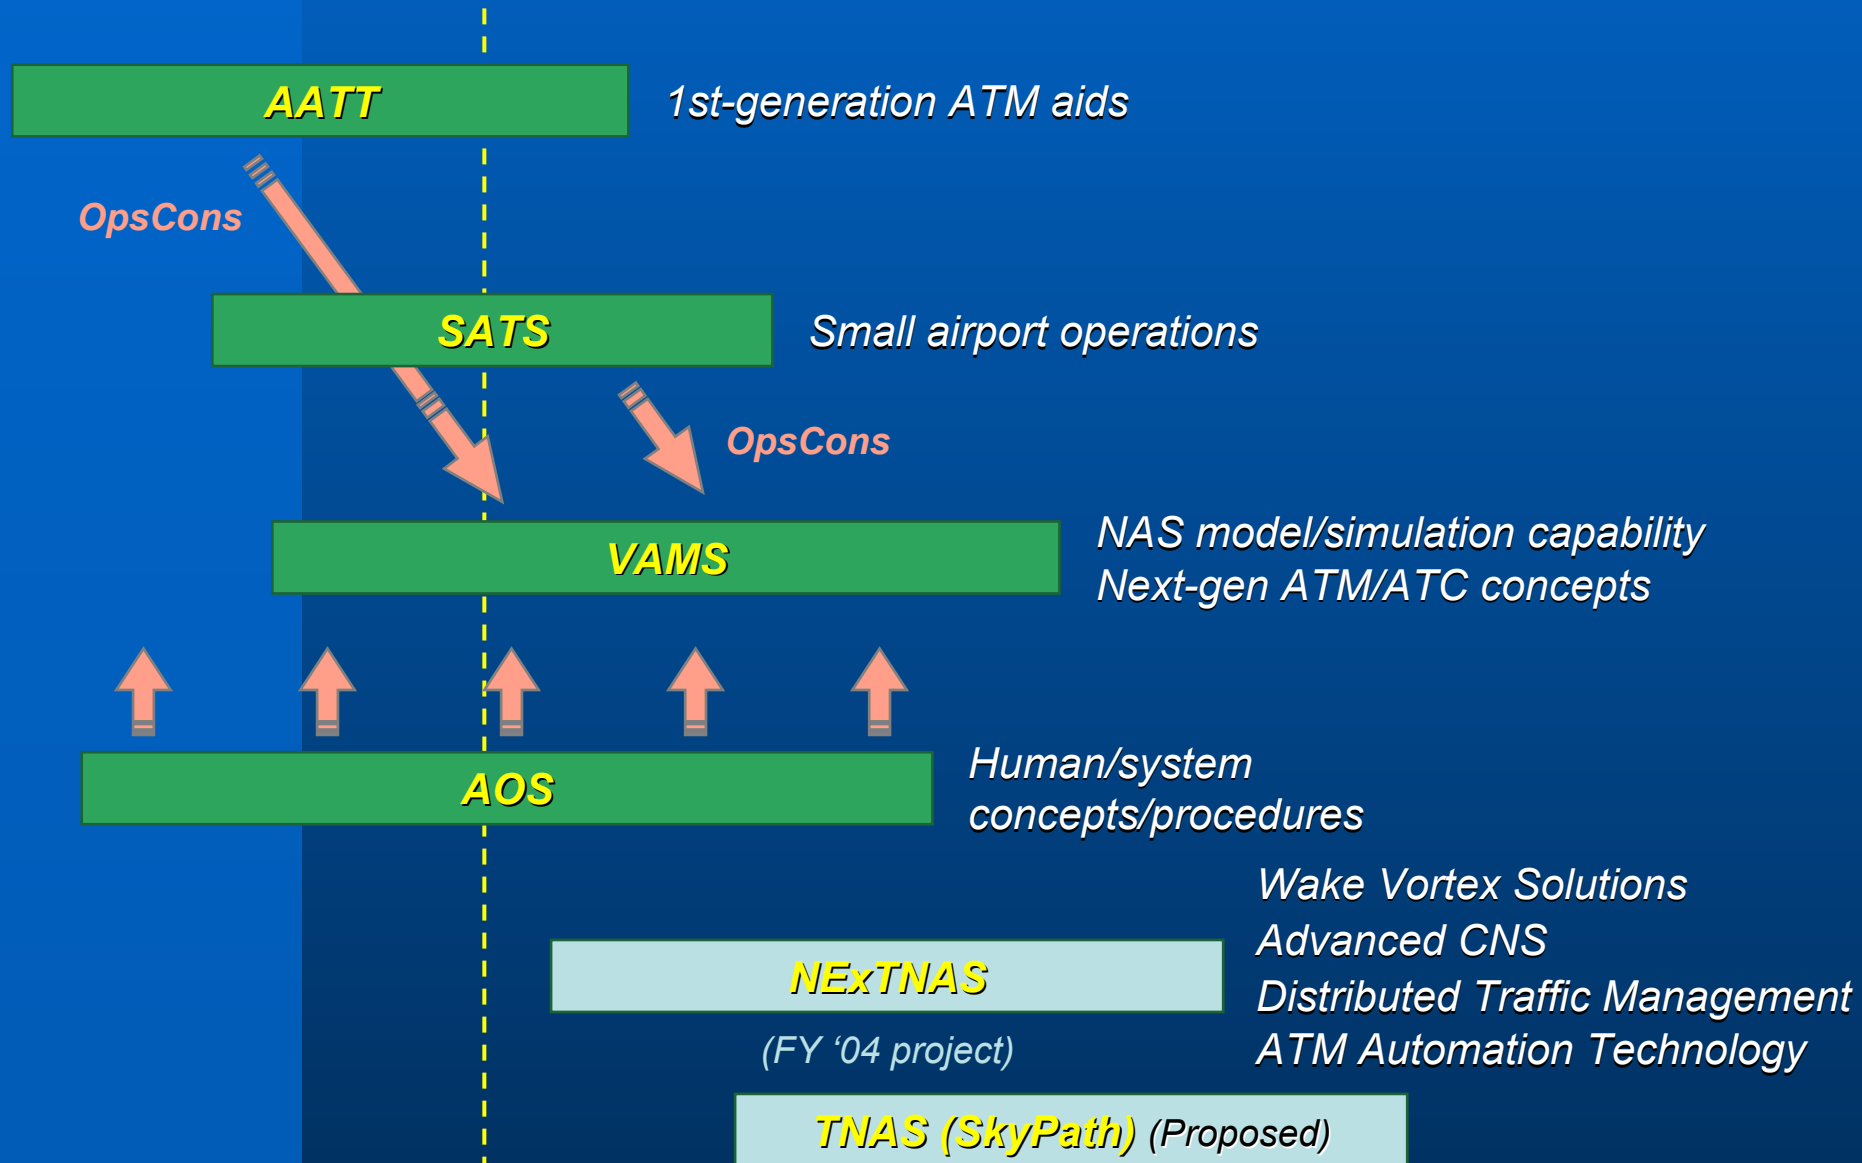 AATT
1st-generation ATM aids
OpsCons
SATS
Small airport operations
OpsCons
VAMS
NAS model/simulation capability
Next-gen ATM/ATC concepts
AOS
Human/system
concepts/procedures
NExTNAS
(FY ‘04 project)
Wake Vortex Solutions
Advanced CNS
Distributed Traffic Management
ATM Automation Technology
TNAS (SkyPath) (Proposed)